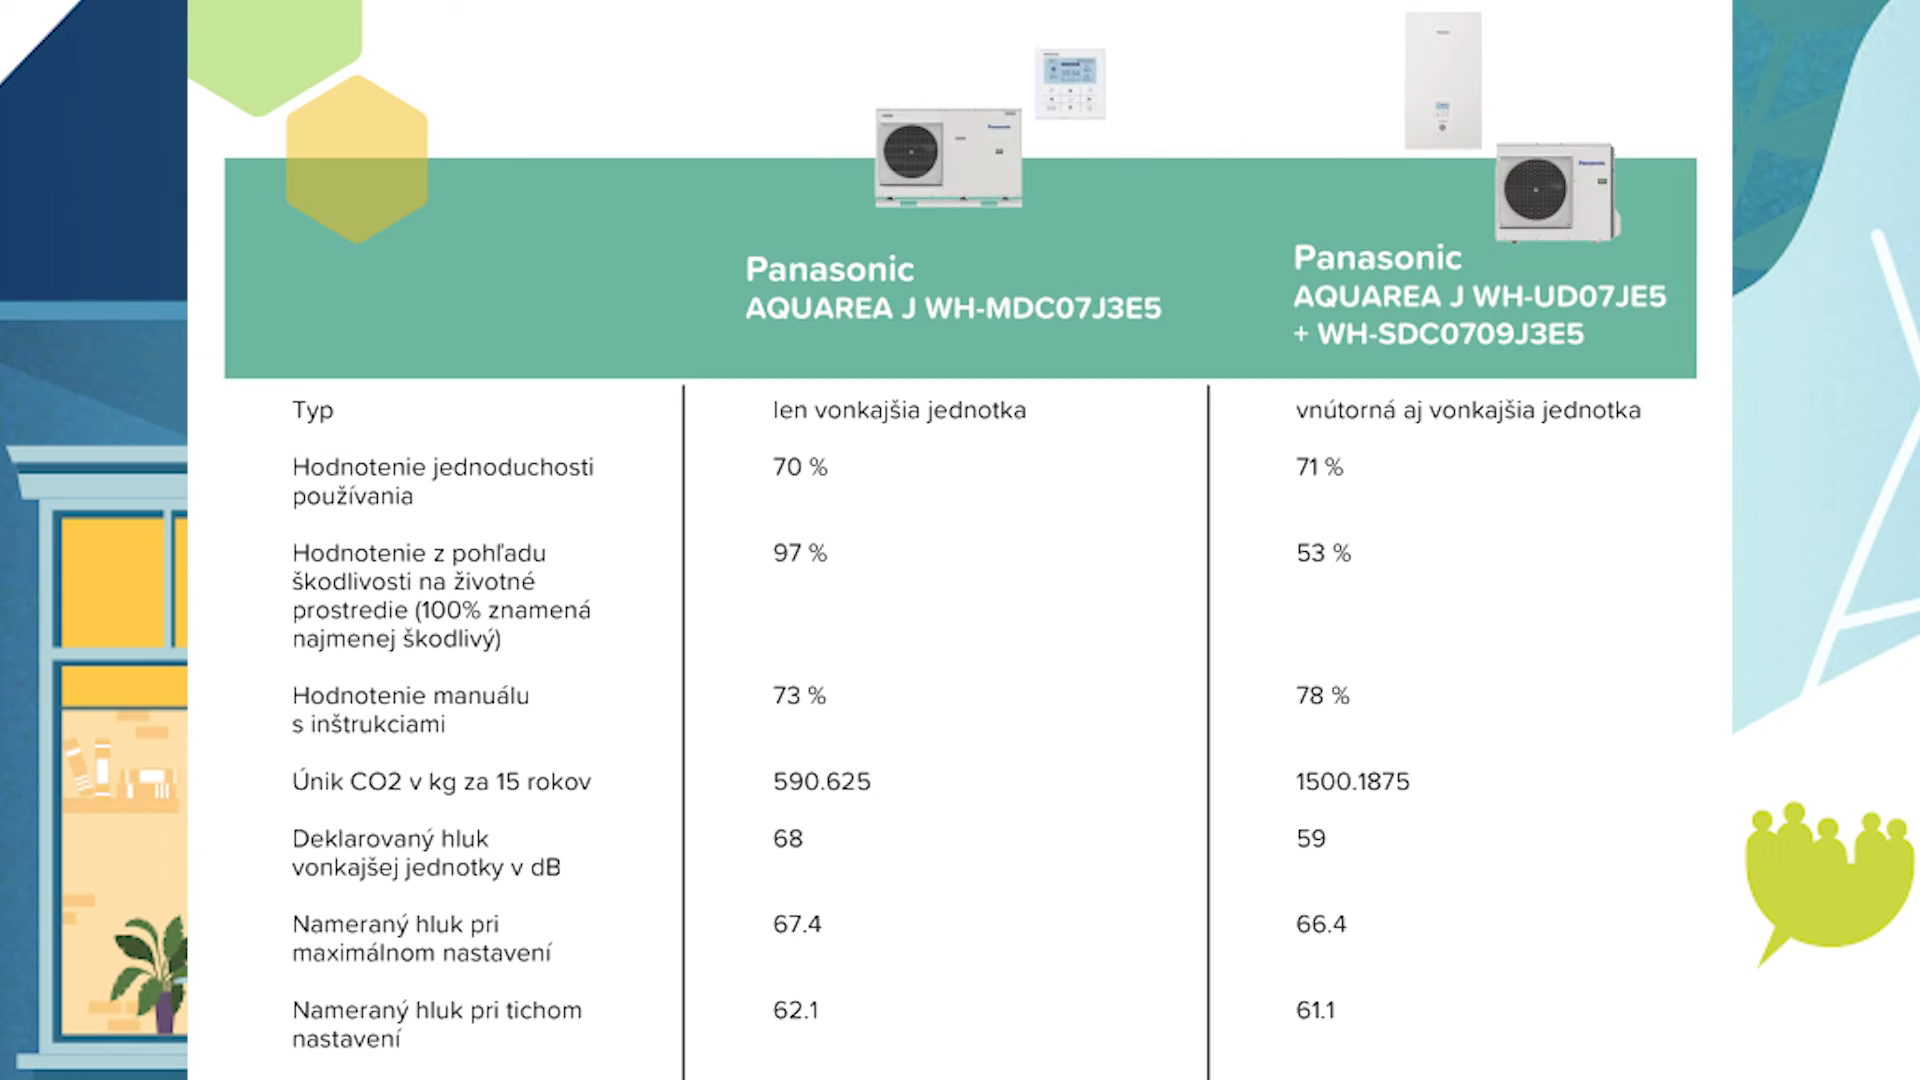 Panasonic
AQUAREA J WH-MDC07J3E5
Panasonic
AQUAREA J WH-UD07JE5
+ WH-SDC0709J3E5
Typ
len vonkajšia jednotka
vnútorná aj vonkajšia jednotka
Hodnotenie jednoduchosti
používania
70 %
71 %
Hodnotenie z pohľadu
škodlivosti na životné
prostredie (100% znamená
najmenej škodlivý)
97 %
53 %
Hodnotenie manuálu
s inštrukciami
73 %
78 %
Únik CO2 v kg za 15 rokov
590.625
1500.1875
Deklarovaný hluk
vonkajšej jednotky v dB
68
59
Nameraný hluk pri
maximálnom nastavení
67.4
66.4
Nameraný hluk pri tichom
nastavení
62.1
61.1